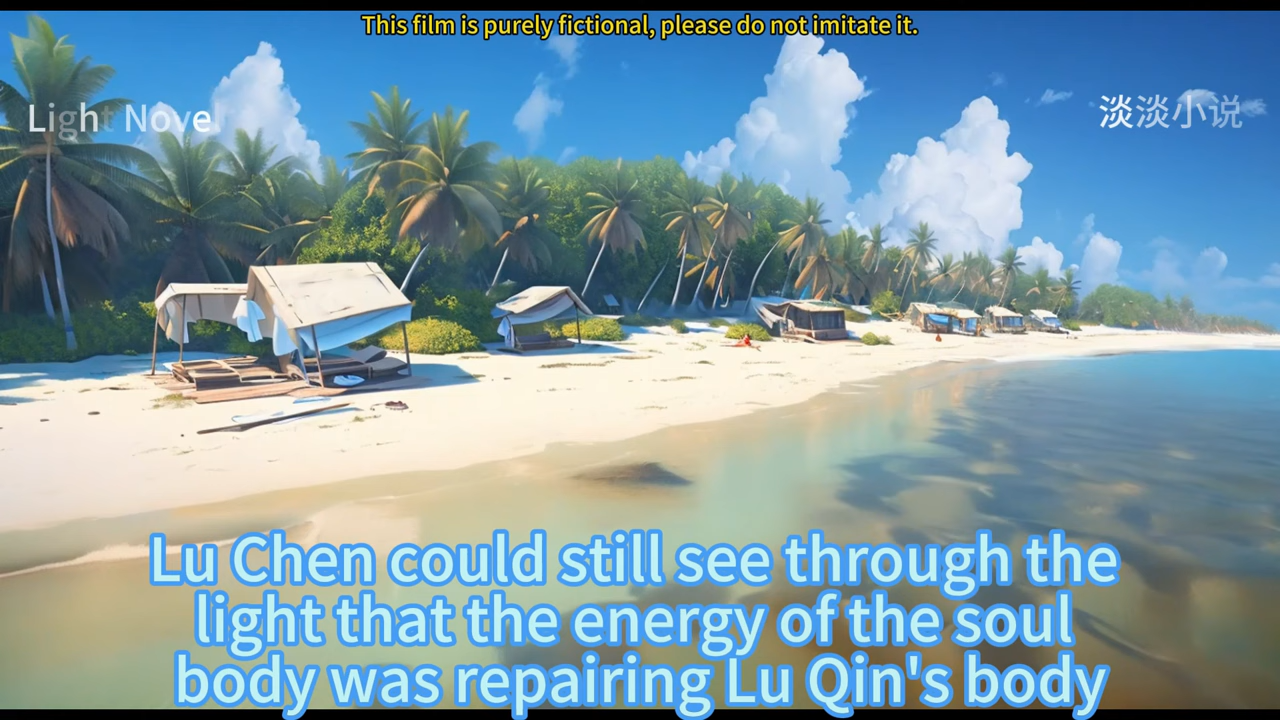 This film is purely fictional, please do not imitate it.
Light Novel
淡淡小说
Lu Chen could still see through the
light that the energy of the soul
body was repairing Lu Qin's body